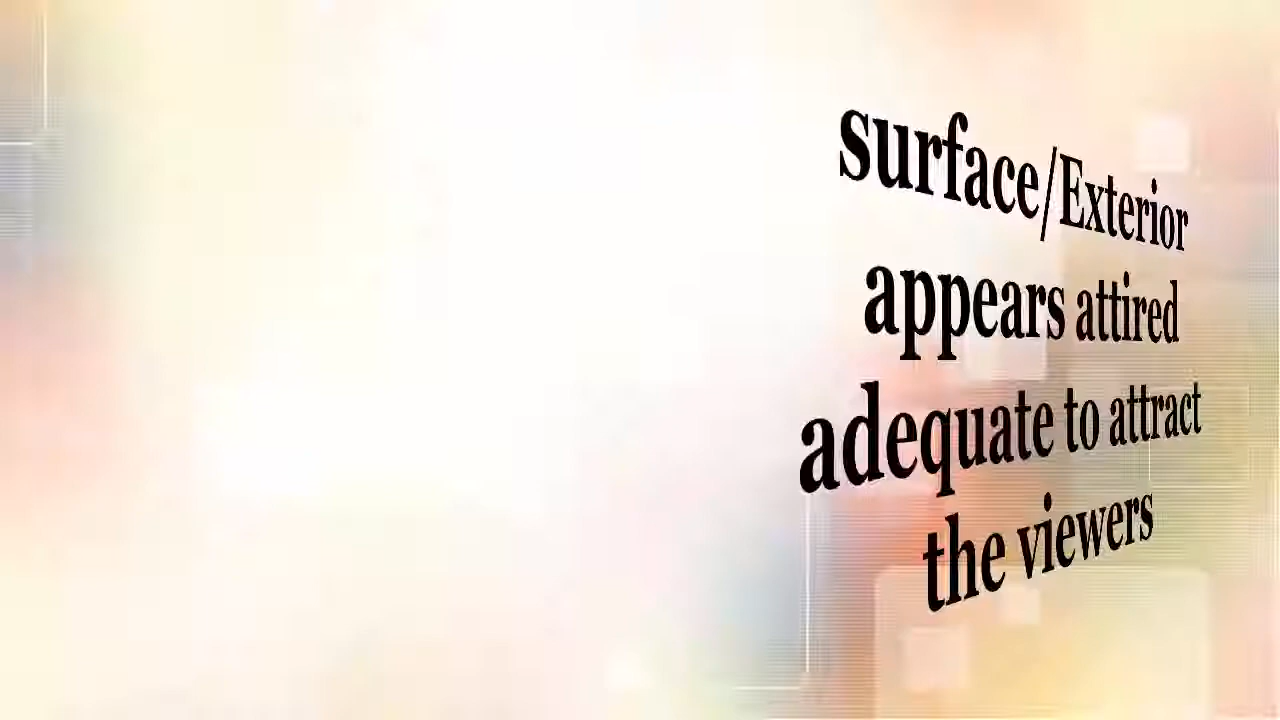 surface/Exterior
appears attired
adequate to attract
the viewers